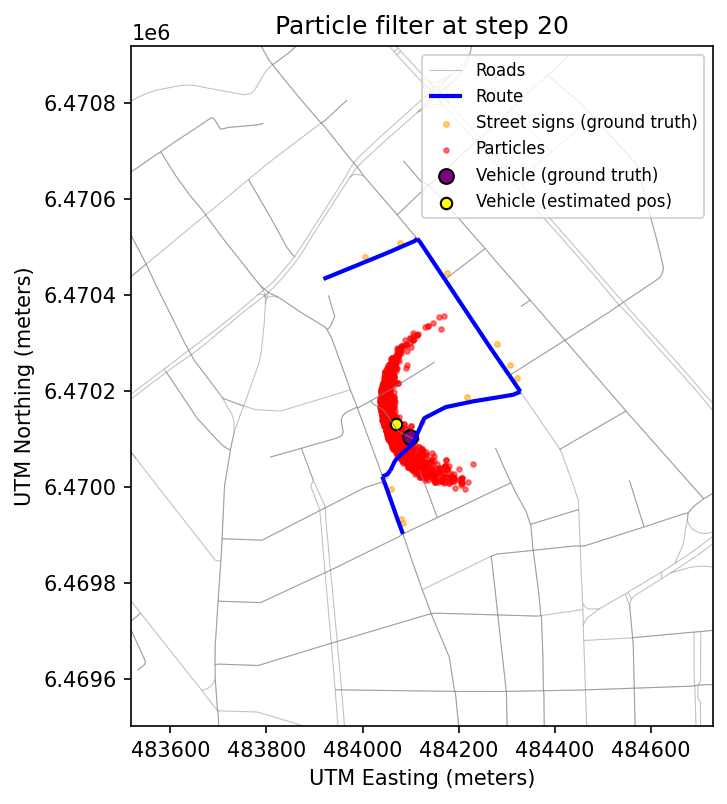 Particle filter at step 20
1e6
Roads
Route
Street signs (ground truth)
Particles
Vehicle (ground truth)
Vehicle (estimated pos)
6.4708
6.4706
6.4704
6.4702
6.4700
6.4698
6.4696
UTM Northing (meters)
483600 483800 484000 484200 484400 484600
UTM Easting (meters)